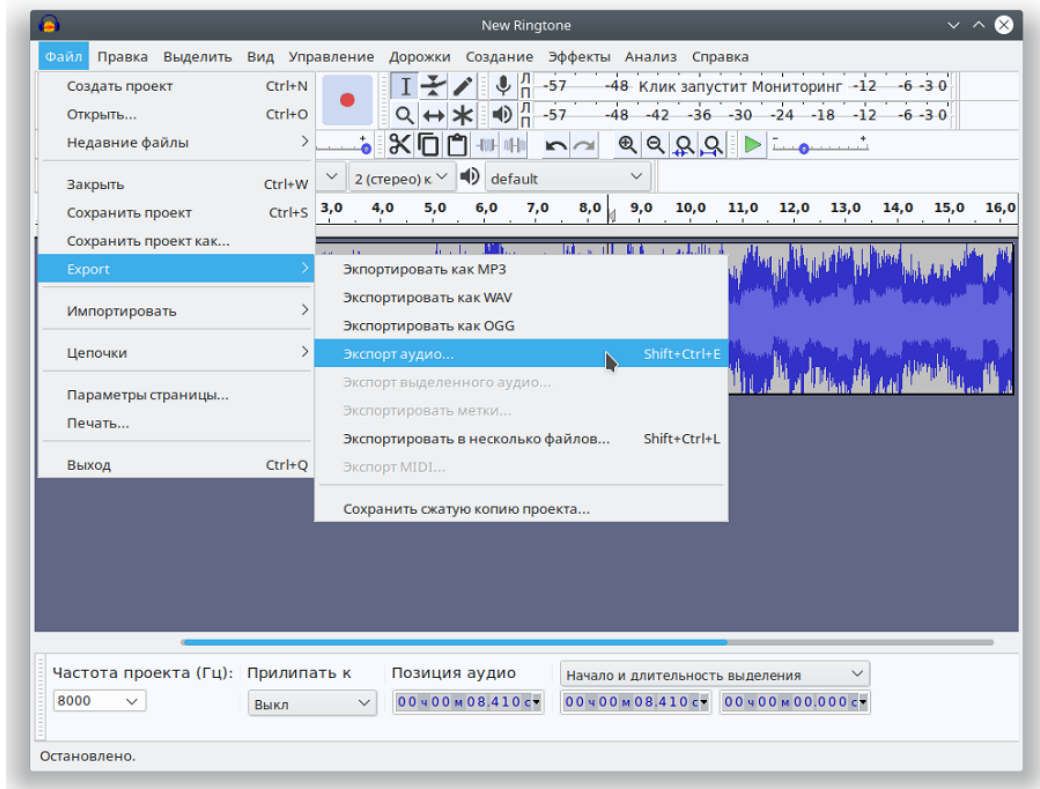 New Ringtone
Файл Правка Выделить Вид Управление Дорожки Создание Эффекты Анализ Справка
Создать проект Ctrl+N
Открыть... Ctrl+O
Недавние файлы
Закрыть Ctrl+W
Сохранить проект Ctrl+S
Сохранить проект как...
Export
Импортировать
Цепочки
Параметры страницы...
Печать...
Выход Ctrl+Q
Л -57 -48 Клик запустит Мониторинг -12 -6 -3 0
П
Л -57 -48 -42 -36 -30 -24 -18 -12 -6 -3 0
П
- +
- +
2 (стерео) к default
3,0 4,0 5,0 6,0 7,0 8,0 9,0 10,0 11,0 12,0 13,0 14,0 15,0 16,0
Экпортировать как MP3
Экспортировать как WAV
Экспортировать как OGG
Экспорт аудио... Shift+Ctrl+E
Экспорт выделенного аудио...
Экспортировать метки...
Экспортировать в несколько файлов... Shift+Ctrl+L
Экспорт MIDI...
Сохранить сжатую копию проекта...
Частота проекта (Гц): Прилипать к Позиция аудио Начало и длительность выделения
8000 Выкл 00 ч 00 м 08.410 с 00 ч 00 м 08.410 с 00 ч 00 м 00.000 с
Остановлено.